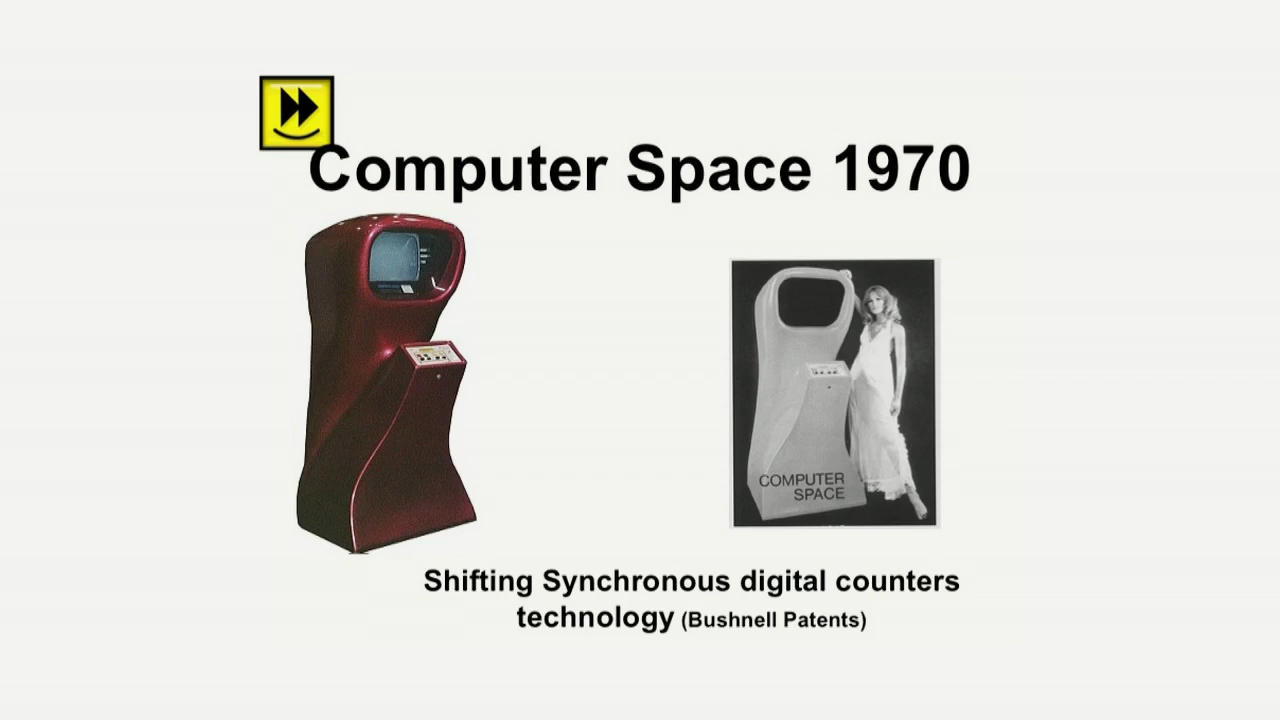 Computer Space 1970
COMPUTER
SPACE
Shifting Synchronous digital counters
technology (Bushnell Patents)